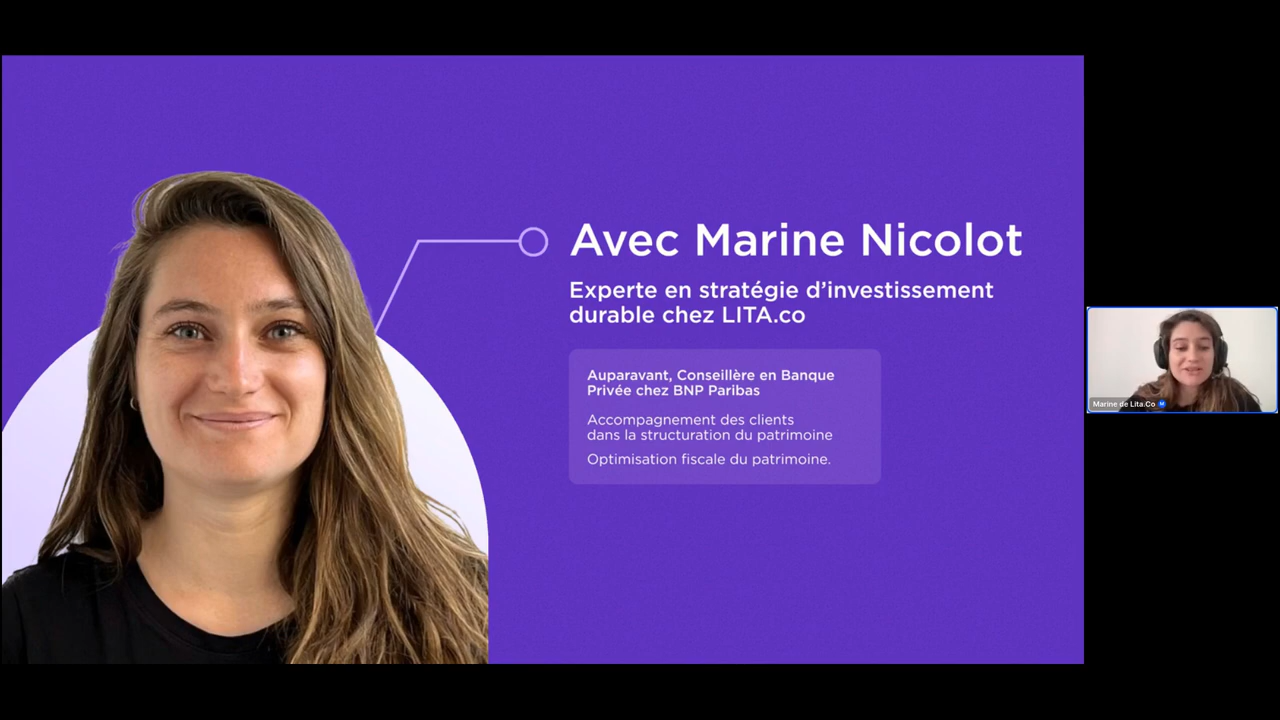 Avec Marine Nicolot
Experte en stratégie d’investissement
durable chez LITA.co
Auparavant, Conseillère en Banque
Privée chez BNP Paribas
Accompagnement des clients
dans la structuration du patrimoine
Optimisation fiscale du patrimoine.
Marine de Lita.Co